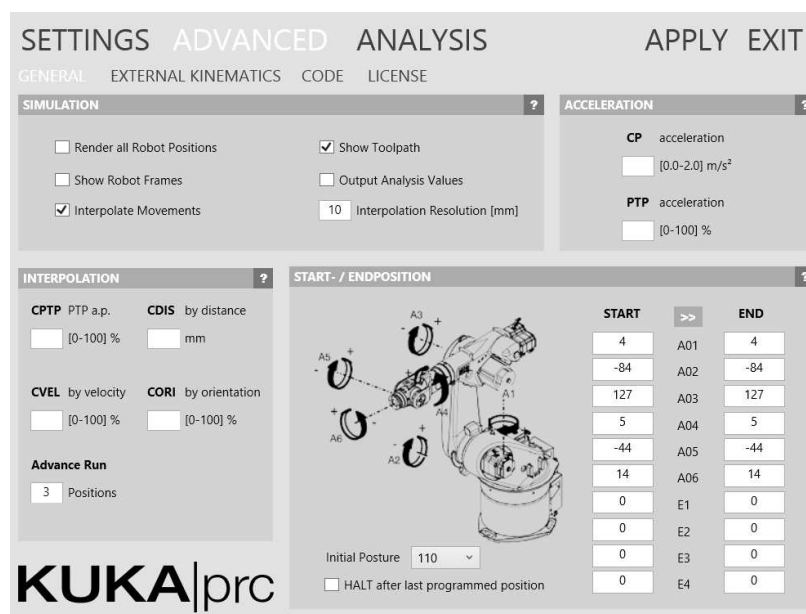 SETTINGS ADVANCED ANALYSIS APPLY EXIT
GENERAL EXTERNAL KINEMATICS CODE LICENSE
SIMULATION ?
Render all Robot Positions
Show Toolpath
Show Robot Frames
Output Analysis Values
Interpolate Movements
10 Interpolation Resolution [mm]
ACCELERATION ?
CP acceleration
[0.0-2.0] m/s²
PTP acceleration
[0-100] %
INTERPOLATION ?
CPTP PTP a.p. CDIS by distance
[0-100] % mm
CVEL by velocity CORI by orientation
[0-100] % [0-100] %
Advance Run
3 Positions
KUKA|prc
START- / ENDPOSITION ?
A3 + -
A5 + -
A4
A1
A6 + -
A2 + -
Initial Posture 110
HALT after last programmed position
START >> END
4 A01 4
-84 A02 -84
127 A03 127
5 A04 5
-44 A05 -44
14 A06 14
0 E1 0
0 E2 0
0 E3 0
0 E4 0